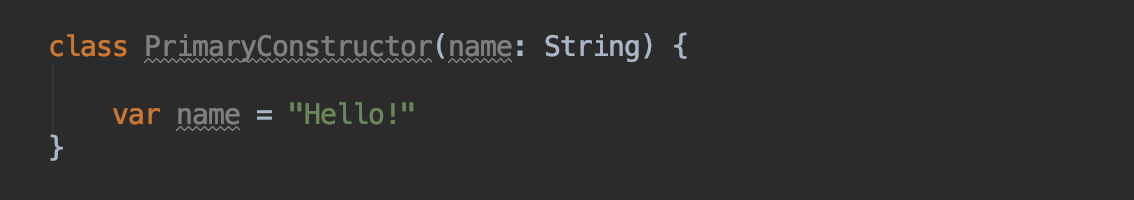 class PrimaryConstructor(name: String) {
var name = "Hello!"
}